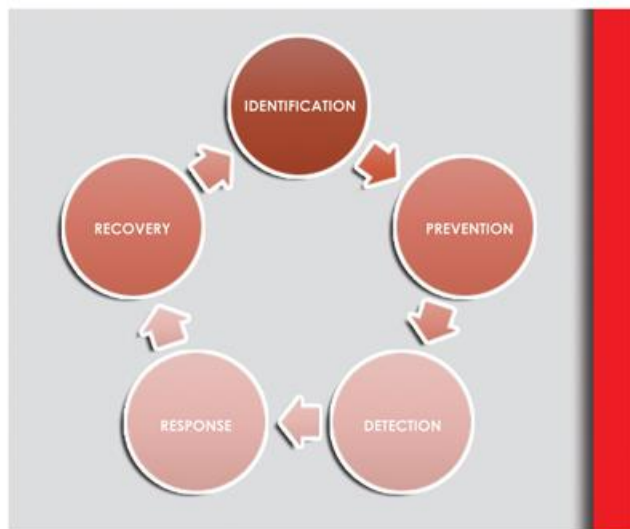 IDENTIFICATION
PREVENTION
DETECTION
RESPONSE
RECOVERY